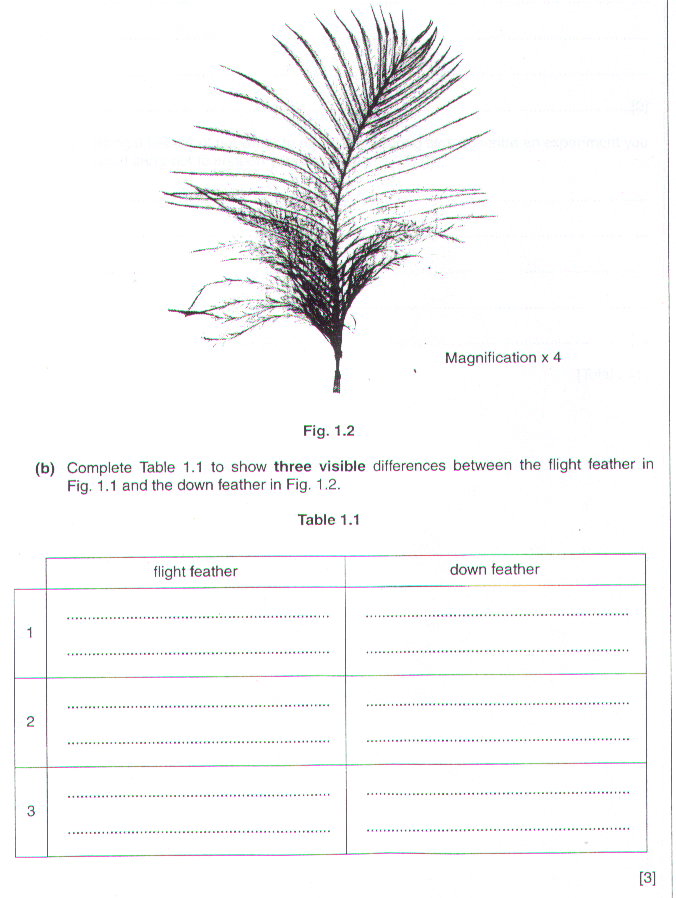 Magnification x 4
Fig. 1.2
(b) Complete Table 1.1 to show three visible differences between the flight feather in
Fig. 1.1 and the down feather in Fig. 1.2.
Table 1.1
flight feather down feather
1
2
3
[3]